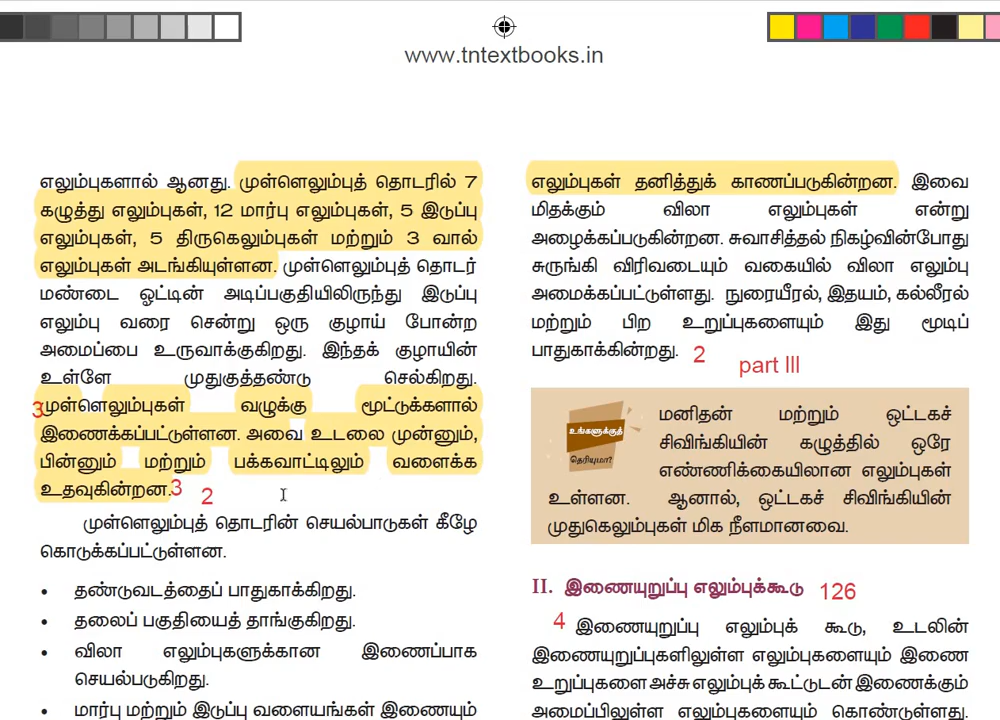 www.tntextbooks.in
எலும்புகளால் ஆனது. முள்ளெலும்புத் தொடரில் 7
கழுத்து எலும்புகள், 12 மார்பு எலும்புகள், 5 இடுப்பு
எலும்புகள், 5 திருகெலும்புகள் மற்றும் 3 வால்
எலும்புகள் அடங்கியுள்ளன. முள்ளெலும்புத் தொடர்
மண்டை ஓட்டின் அடிப்பகுதியிலிருந்து இடுப்பு
எலும்பு வரை சென்று ஒரு குழாய் போன்ற
அமைப்பை உருவாக்குகிறது. இந்தக் குழாயின்
உள்ளே முதுகுத்தண்டு செல்கிறது.
3 முள்ளெலும்புகள் வழுக்கு மூட்டுக்களால்
இணைக்கப்பட்டுள்ளன. அவை உடலை முன்னும்,
பின்னும் மற்றும் பக்கவாட்டிலும் வளைக்க
உதவுகின்றன. 3 2
முள்ளெலும்புத் தொடரின் செயல்பாடுகள் கீழே
கொடுக்கப்பட்டுள்ளன.
• தண்டுவடத்தைப் பாதுகாக்கிறது.
• தலைப் பகுதியைத் தாங்குகிறது.
• விலா எலும்புகளுக்கான இணைப்பாக
செயல்படுகிறது.
• மார்பு மற்றும் இடுப்பு வளையங்கள் இணையும்
எலும்புகள் தனித்துக் காணப்படுகின்றன. இவை
மிதக்கும் விலா எலும்புகள் என்று
அழைக்கப்படுகின்றன. சுவாசித்தல் நிகழ்வின்போது
சுருங்கி விரிவடையும் வகையில் விலா எலும்பு
அமைக்கப்பட்டுள்ளது. நுரையீரல், இதயம், கல்லீரல்
மற்றும் பிற உறுப்புகளையும் இது மூடிப்
பாதுகாக்கின்றது. 2
part III
உங்களுக்குத்
தெரியுமா?
மனிதன் மற்றும் ஒட்டகச்
சிவிங்கியின் கழுத்தில் ஒரே
எண்ணிக்கையிலான எலும்புகள்
உள்ளன. ஆனால், ஒட்டகச் சிவிங்கியின்
முதுகெலும்புகள் மிக நீளமானவை.
II. இணையுறுப்பு எலும்புக்கூடு 126
4 இணையுறுப்பு எலும்புக் கூடு, உடலின்
இணையுறுப்புகளிலுள்ள எலும்புகளையும் இணை
உறுப்புகளை அச்சு எலும்புக் கூட்டுடன் இணைக்கும்
அமைப்பிலுள்ள எலும்புகளையும் கொண்டுள்ளது.